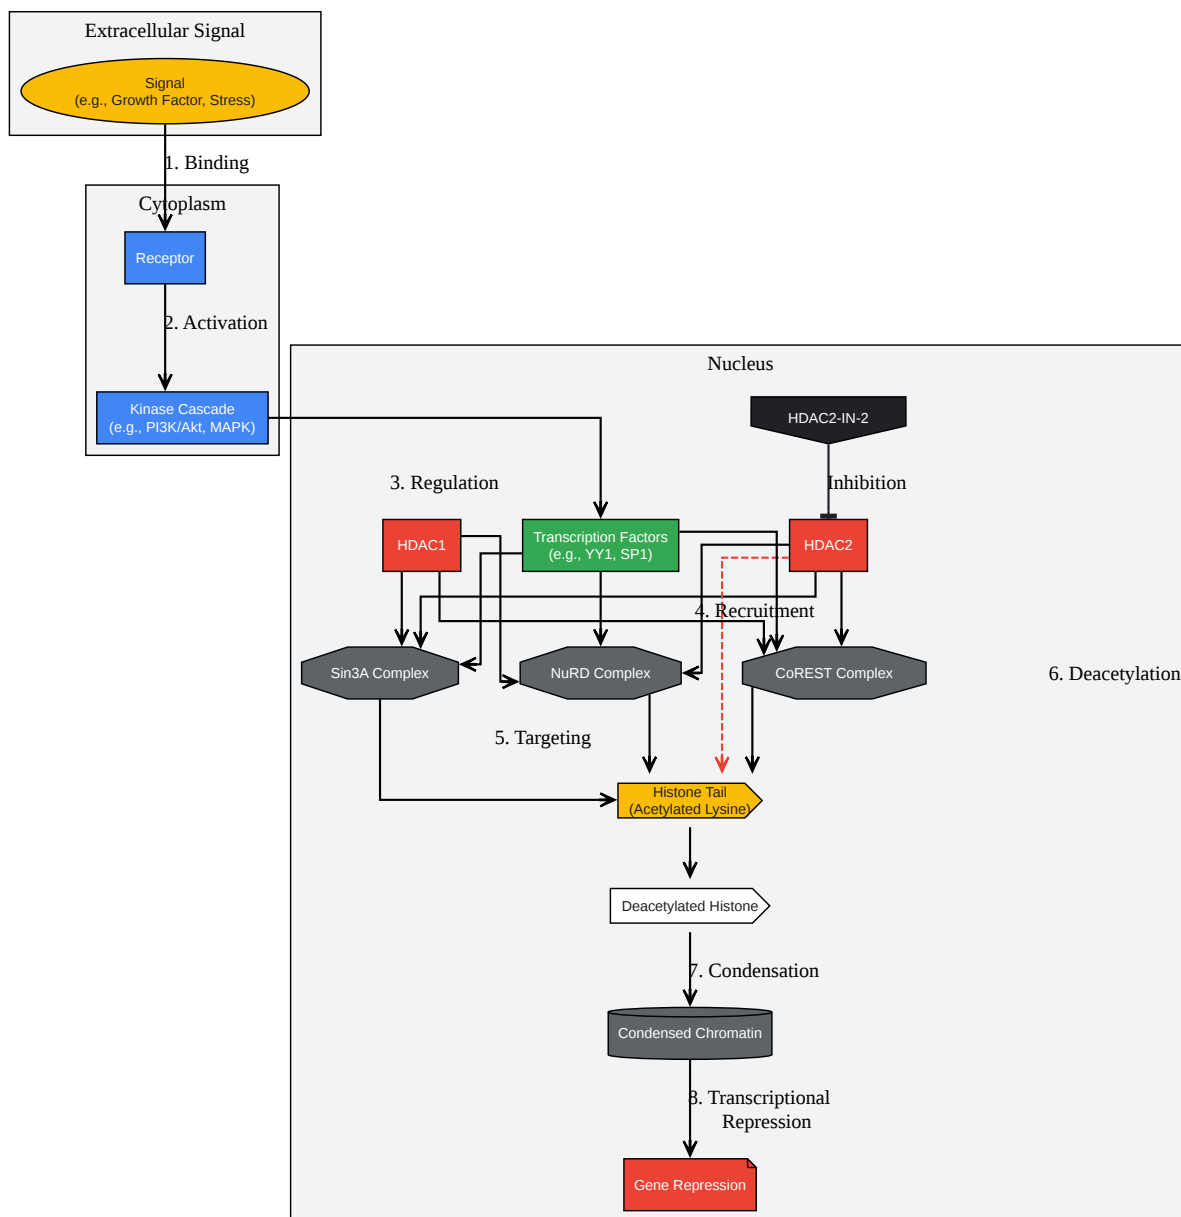 Extracellular Signal
Signal
(e.g., Growth Factor, Stress)
1. Binding
Cytoplasm
Receptor
2. Activation
Kinase Cascade
(e.g., PI3K/Akt, MAPK)
Nucleus
HDAC2-IN-2
3. Regulation
Inhibition
HDAC1
Transcription Factors
(e.g., YY1, SP1)
HDAC2
4. Recruitment
Sin3A Complex
NuRD Complex
CoREST Complex
6. Deacetylation
5. Targeting
Histone Tail
(Acetylated Lysine)
Deacetylated Histone
7. Condensation
Condensed Chromatin
8. Transcriptional
Repression
Gene Repression